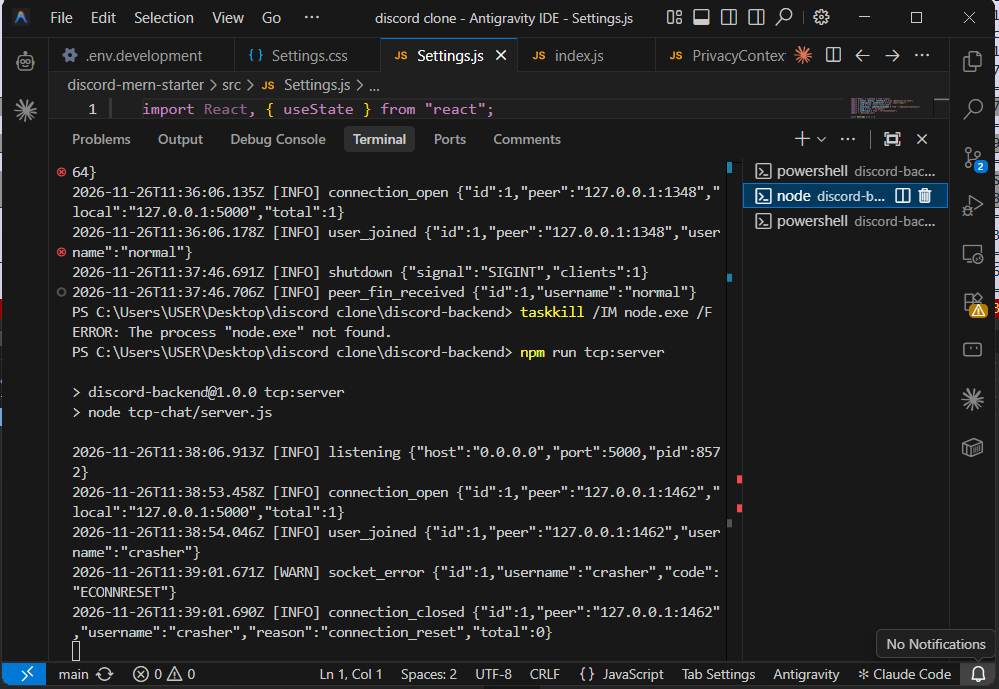 File Edit Selection View Go ··· discord clone - Antigravity IDE - Settings.js
.env.development { } Settings.css JS Settings.js JS index.js JS PrivacyContex ···
discord-mern-starter > src > JS Settings.js > ...
1 import React, { useState } from "react";
Problems Output Debug Console Terminal Ports Comments
64}
2026-11-26T11:36:06.135Z [INFO] connection_open {"id":1,"peer":"127.0.0.1:1348","
local":"127.0.0.1:5000","total":1}
2026-11-26T11:36:06.178Z [INFO] user_joined {"id":1,"peer":"127.0.0.1:1348","user
name":"normal"}
2026-11-26T11:37:46.691Z [INFO] shutdown {"signal":"SIGINT","clients":1}
2026-11-26T11:37:46.706Z [INFO] peer_fin_received {"id":1,"username":"normal"}
PS C:\Users\USER\Desktop\discord clone\discord-backend> taskkill /IM node.exe /F
ERROR: The process "node.exe" not found.
PS C:\Users\USER\Desktop\discord clone\discord-backend> npm run tcp:server
> discord-backend@1.0.0 tcp:server
> node tcp-chat/server.js
2026-11-26T11:38:06.913Z [INFO] listening {"host":"0.0.0.0","port":5000,"pid":857
2}
2026-11-26T11:38:53.458Z [INFO] connection_open {"id":1,"peer":"127.0.0.1:1462","
local":"127.0.0.1:5000","total":1}
2026-11-26T11:38:54.046Z [INFO] user_joined {"id":1,"peer":"127.0.0.1:1462","user
name":"crasher"}
2026-11-26T11:39:01.671Z [WARN] socket_error {"id":1,"username":"crasher","code":
"ECONNRESET"}
2026-11-26T11:39:01.690Z [INFO] connection_closed {"id":1,"peer":"127.0.0.1:1462"
,"username":"crasher","reason":"connection_reset","total":0}
powershell discord-bac...
node discord-b...
powershell discord-bac...
2
No Notifications
main 0 0 Ln 1, Col 1 Spaces: 2 UTF-8 CRLF { } JavaScript Tab Settings Antigravity Claude Code